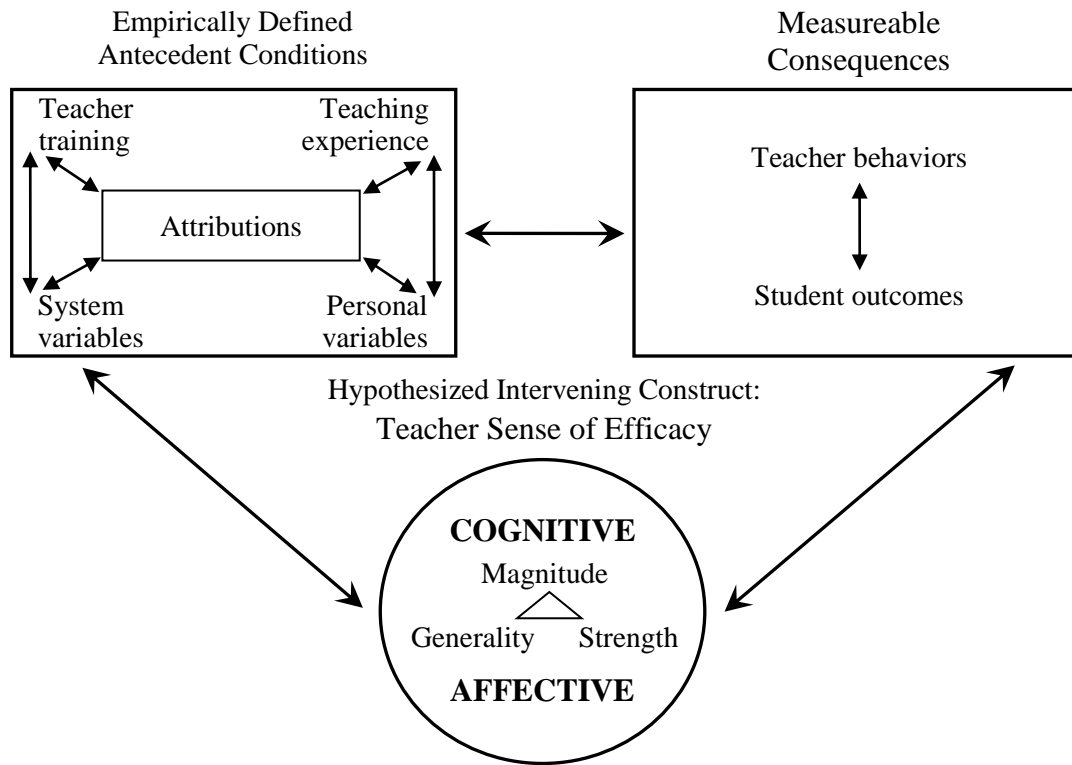 Empirically Defined
Antecedent Conditions
Measureable
Consequences
Teacher
training
Teaching
experience
Attributions
System
variables
Personal
variables
Teacher behaviors
Student outcomes
Hypothesized Intervening Construct:
Teacher Sense of Efficacy
COGNITIVE
Magnitude
Generality
Strength
AFFECTIVE